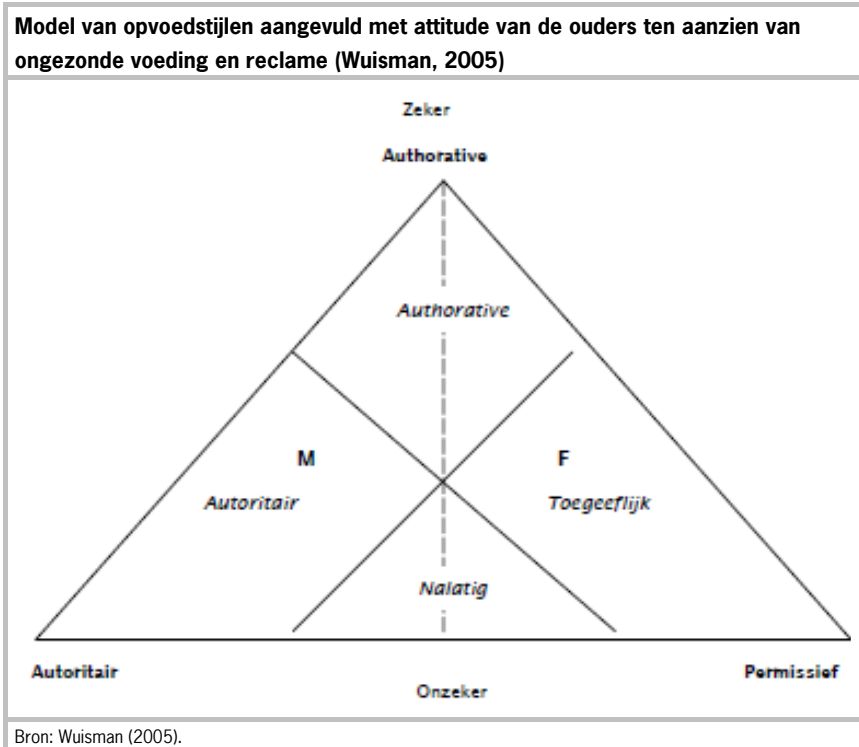 Model van opvoedstijlen aangevuld met attitude van de ouders ten aanzien van
ongezonde voeding en reclame (Wuisman, 2005)
Zeker
Authorative
Authorative
M
F
Autoritair
Toegeeflijk
Nalatig
Autoritair
Permissief
Onzeker
Bron: Wuisman (2005).